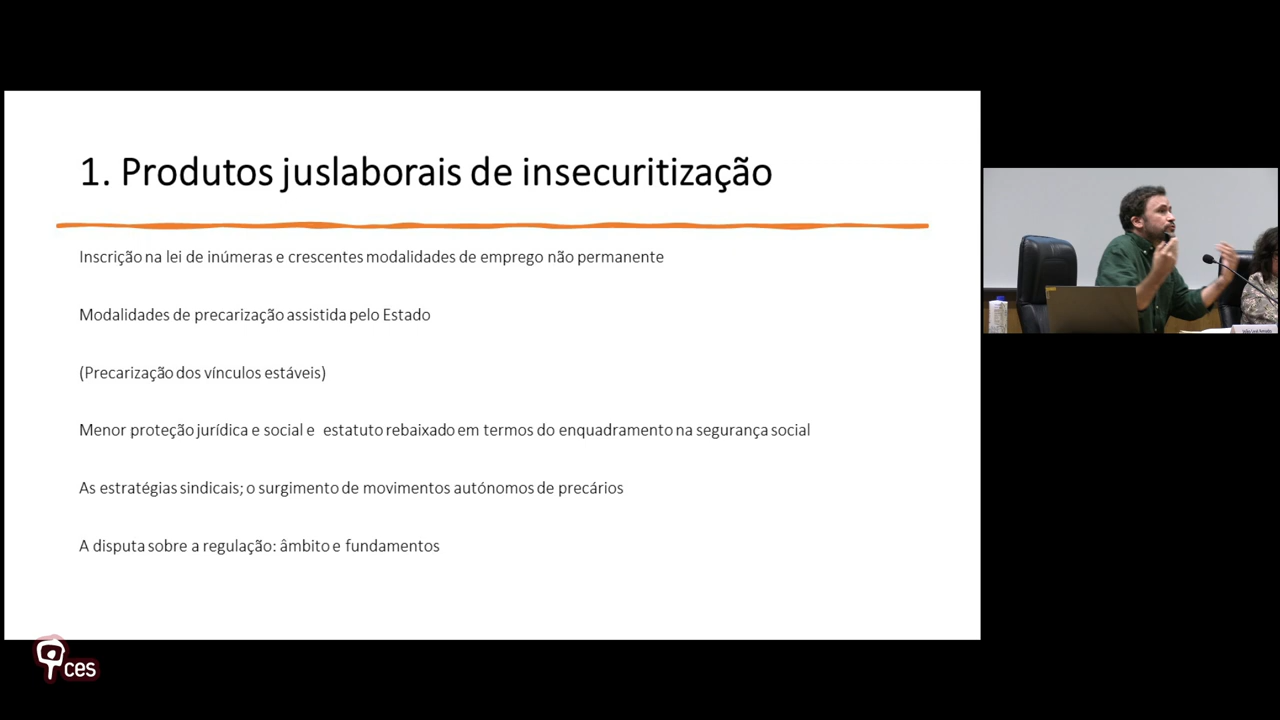 1. Produtos juslaborais de insecuritização
Inscrição na lei de inúmeras e crescentes modalidades de emprego não permanente
Modalidades de precarização assistida pelo Estado
(Precarização dos vínculos estáveis)
Menor proteção jurídica e social e estatuto rebaixado em termos do enquadramento na segurança social
As estratégias sindicais; o surgimento de movimentos autónomos de precários
A disputa sobre a regulação: âmbito e fundamentos
ces